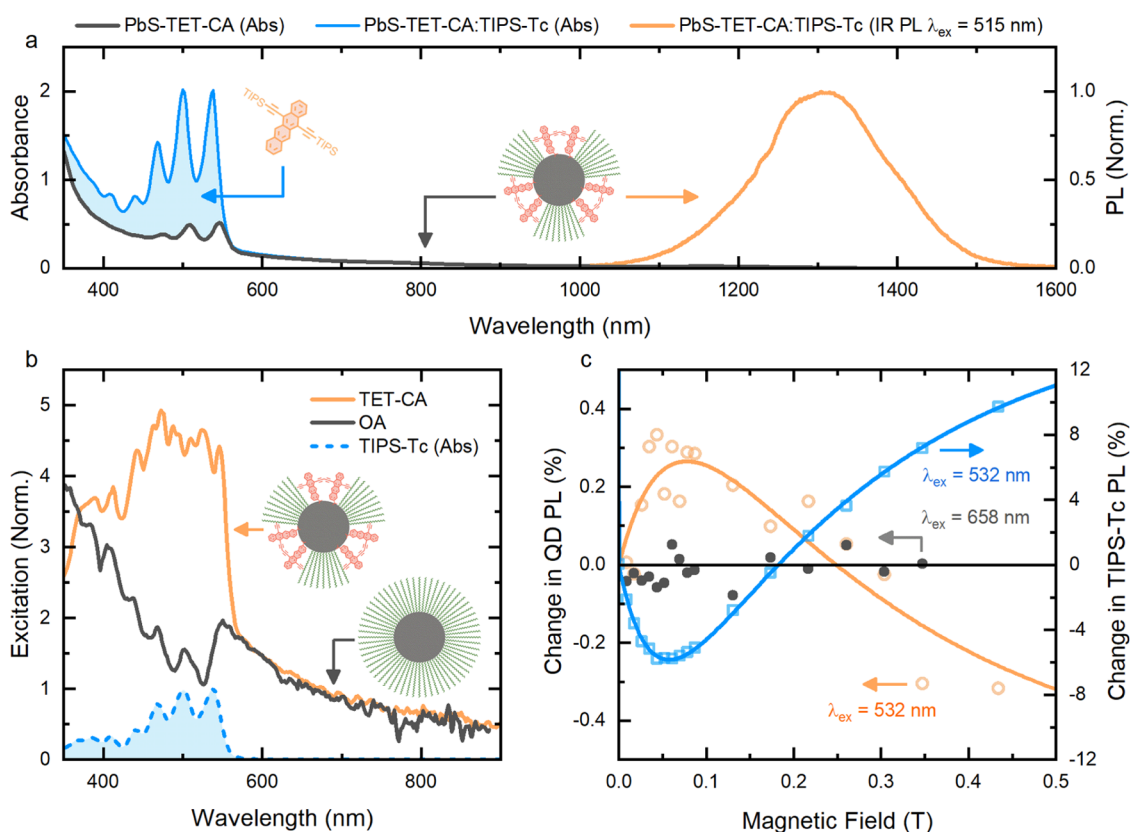 PbS-TET-CA (Abs) PbS-TET-CA:TIPS-Tc (Abs) PbS-TET-CA:TIPS-Tc (IR PL λex = 515 nm)
a
Absorbance
2
1
0
TIPS
TIPS
PL (Norm.)
1.0
0.5
0.0
400 600 800 1000 1200 1400 1600
Wavelength (nm)
b
Excitation (Norm.)
5
4
3
2
1
0
TET-CA
OA
TIPS-Tc (Abs)
400 500 600 700 800
Wavelength (nm)
c
Change in QD PL (%)
0.4
0.2
0.0
-0.2
-0.4
λex = 532 nm
λex = 658 nm
λex = 532 nm
Change in TIPS-Tc PL (%)
12
8
4
0
-4
-8
-12
0.0 0.1 0.2 0.3 0.4 0.5
Magnetic Field (T)